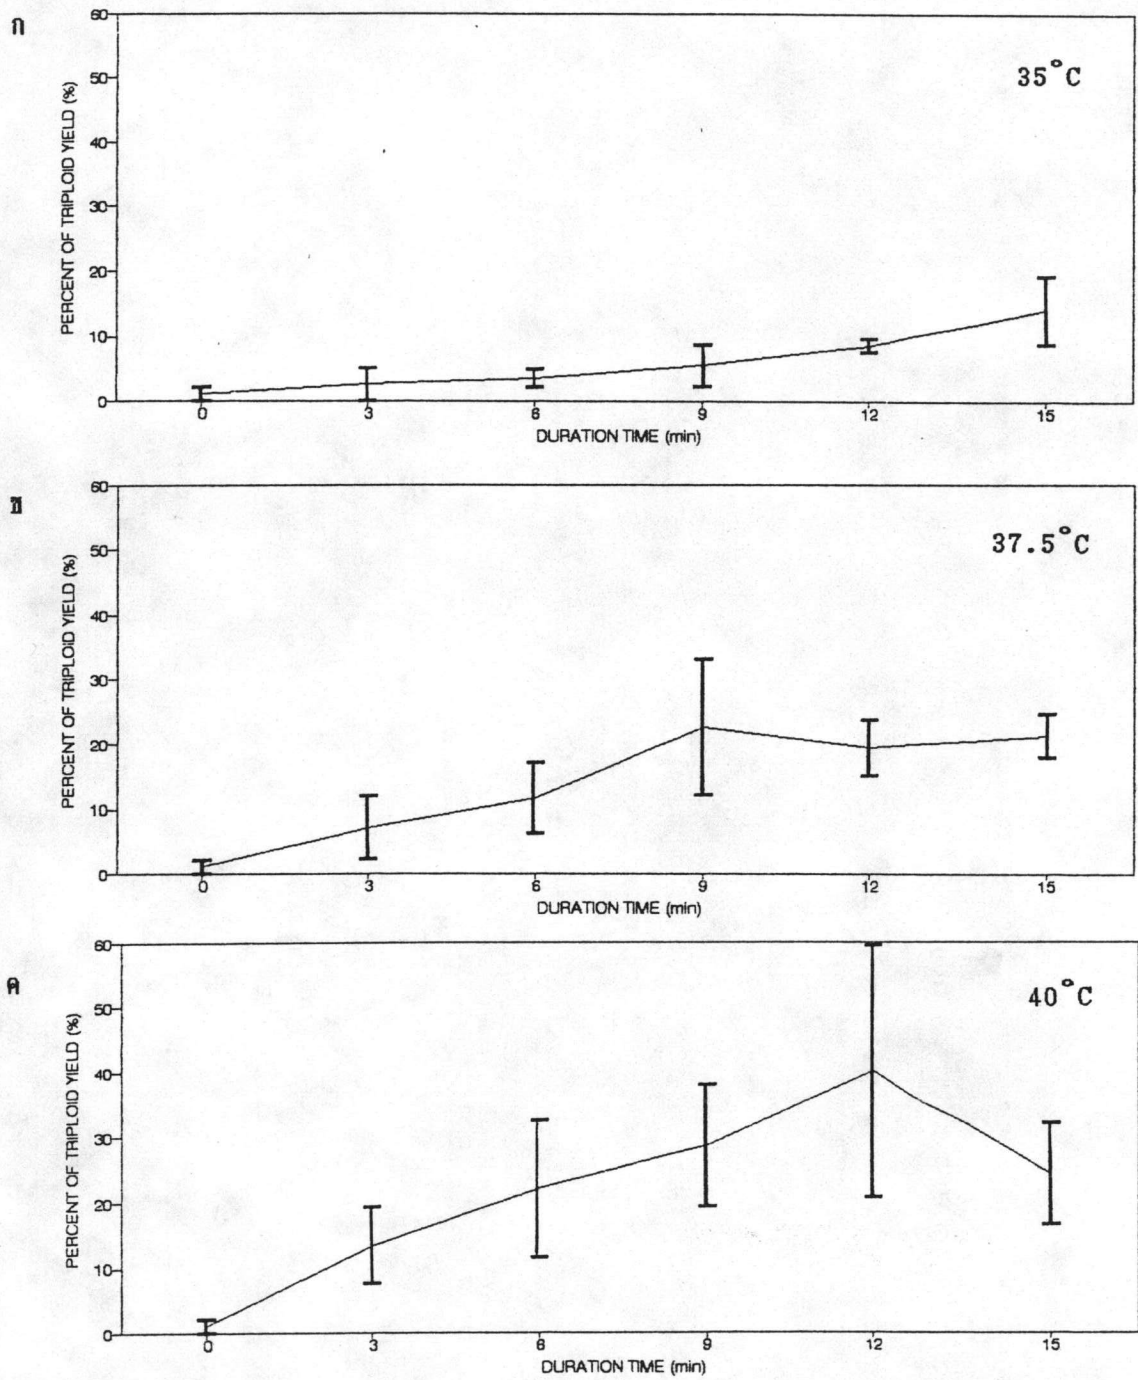 ก
60
50
40
30
20
10
0
PERCENT OF TRIPLOID YIELD (%)
35°C
0 3 6 9 12 15
DURATION TIME (min)
ข
60
50
40
30
20
10
0
PERCENT OF TRIPLOID YIELD (%)
37.5°C
0 3 6 9 12 15
DURATION TIME (min)
ค
60
50
40
30
20
10
0
PERCENT OF TRIPLOID YIELD (%)
40°C
0 3 6 9 12 15
DURATION TIME (min)